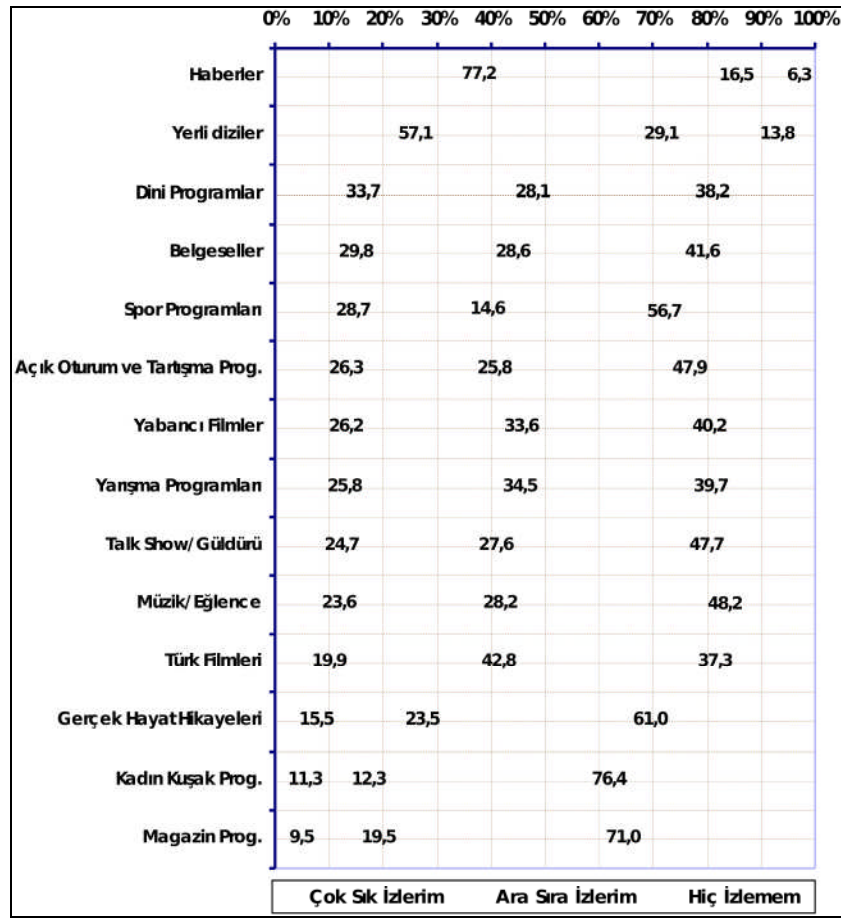 0% 10% 20% 30% 40% 50% 60% 70% 80% 90% 100%
Haberler 77,2 16,5 6,3
Yerli diziler 57,1 29,1 13,8
Dini Programlar 33,7 28,1 38,2
Belgeseller 29,8 28,6 41,6
Spor Programları 28,7 14,6 56,7
Açık Oturum ve Tartışma Prog. 26,3 25,8 47,9
Yabancı Filmler 26,2 33,6 40,2
Yarışma Programları 25,8 34,5 39,7
Talk Show/ Güldürü 24,7 27,6 47,7
Müzik/ Eğlence 23,6 28,2 48,2
Türk Filmleri 19,9 42,8 37,3
Gerçek Hayat Hikayeleri 15,5 23,5 61,0
Kadın Kuşak Prog. 11,3 12,3 76,4
Magazin Prog. 9,5 19,5 71,0
Çok Sık İzlerim Ara Sıra İzlerim Hiç İzlemem